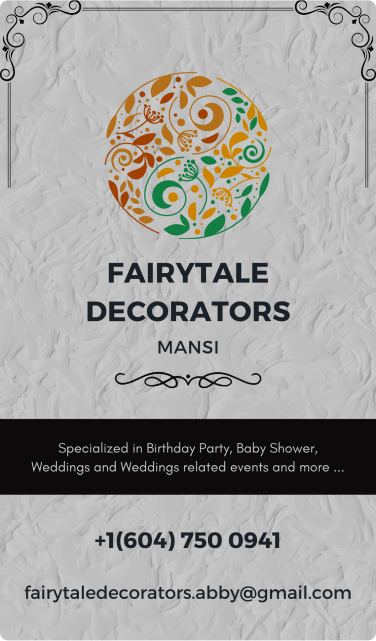 FAIRYTALE
DECORATORS
MANSI
Specialized in Birthday Party, Baby Shower,
Weddings and Weddings related events and more ...
+1(604) 750 0941
fairytaledecorators.abby@gmail.com